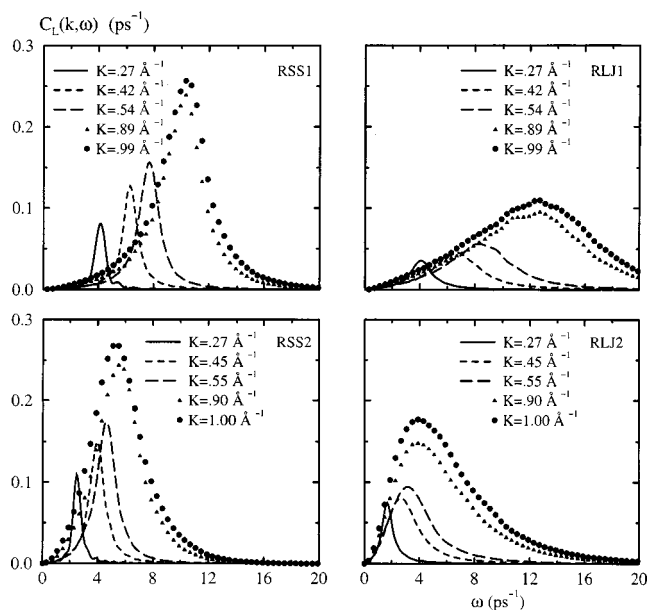 C_L(k,ω) (ps⁻¹)
0.3
0.2
0.1
0.0
K=.27 Å⁻¹
K=.42 Å⁻¹
K=.54 Å⁻¹
K=.89 Å⁻¹
K=.99 Å⁻¹
RSS1
K=.27 Å⁻¹
K=.42 Å⁻¹
K=.54 Å⁻¹
K=.89 Å⁻¹
K=.99 Å⁻¹
RLJ1
0.3
0.2
0.1
0.0
K=.27 Å⁻¹
K=.45 Å⁻¹
K=.55 Å⁻¹
K=.90 Å⁻¹
K=1.00 Å⁻¹
RSS2
0 4 8 12 16 20
K=.27 Å⁻¹
K=.45 Å⁻¹
K=.55 Å⁻¹
K=.90 Å⁻¹
K=1.00 Å⁻¹
RLJ2
0 4 8 12 16 20
ω (ps⁻¹)